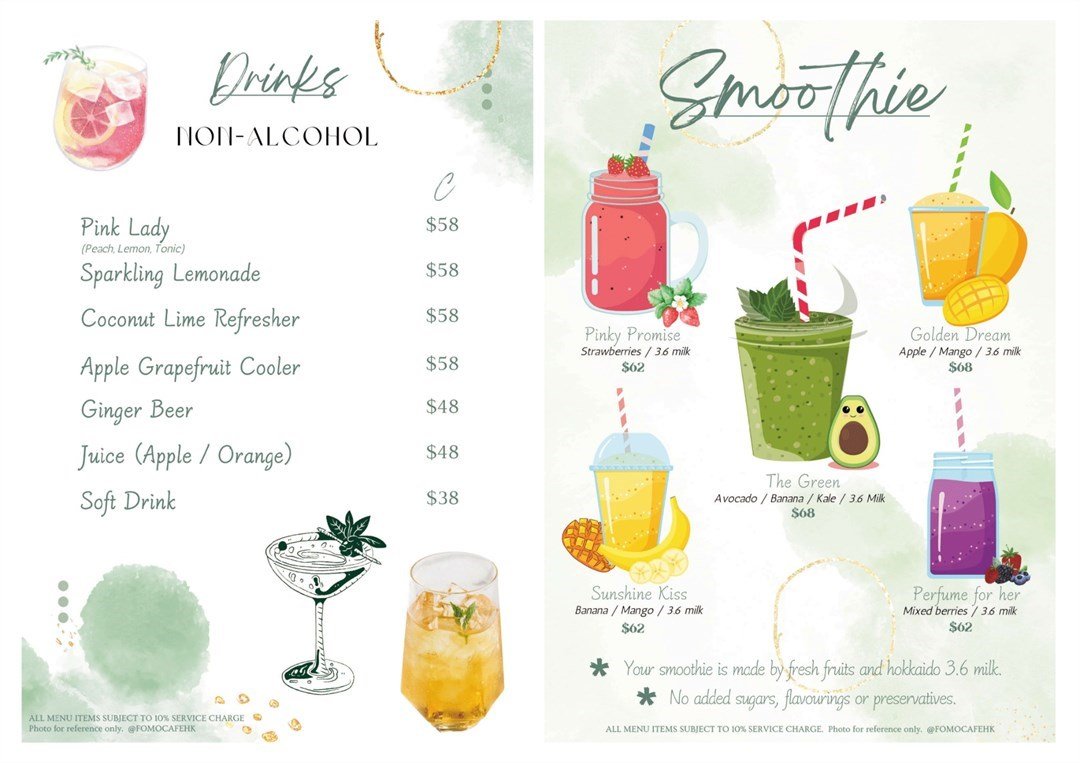 Drinks
NON-ALCOHOL
C
Pink Lady $58
(Peach, Lemon, Tonic)
Sparkling Lemonade $58
Coconut Lime Refresher $58
Apple Grapefruit Cooler $58
Ginger Beer $48
Juice (Apple / Orange) $48
Soft Drink $38
ALL MENU ITEMS SUBJECT TO 10% SERVICE CHARGE
Photo for reference only. @FOMOCAFEHK
Smoothie
Pinky Promise
Strawberries / 3.6 milk
$62
Golden Dream
Apple / Mango / 3.6 milk
$68
The Green
Avocado / Banana / Kale / 3.6 Milk
$68
Sunshine Kiss
Banana / Mango / 3.6 milk
$62
Perfume for her
Mixed berries / 3.6 milk
$62
* Your smoothie is made by fresh fruits and hokkaido 3.6 milk.
* No added sugars, flavourings or preservatives.
ALL MENU ITEMS SUBJECT TO 10% SERVICE CHARGE. Photo for reference only. @FOMOCAFEHK